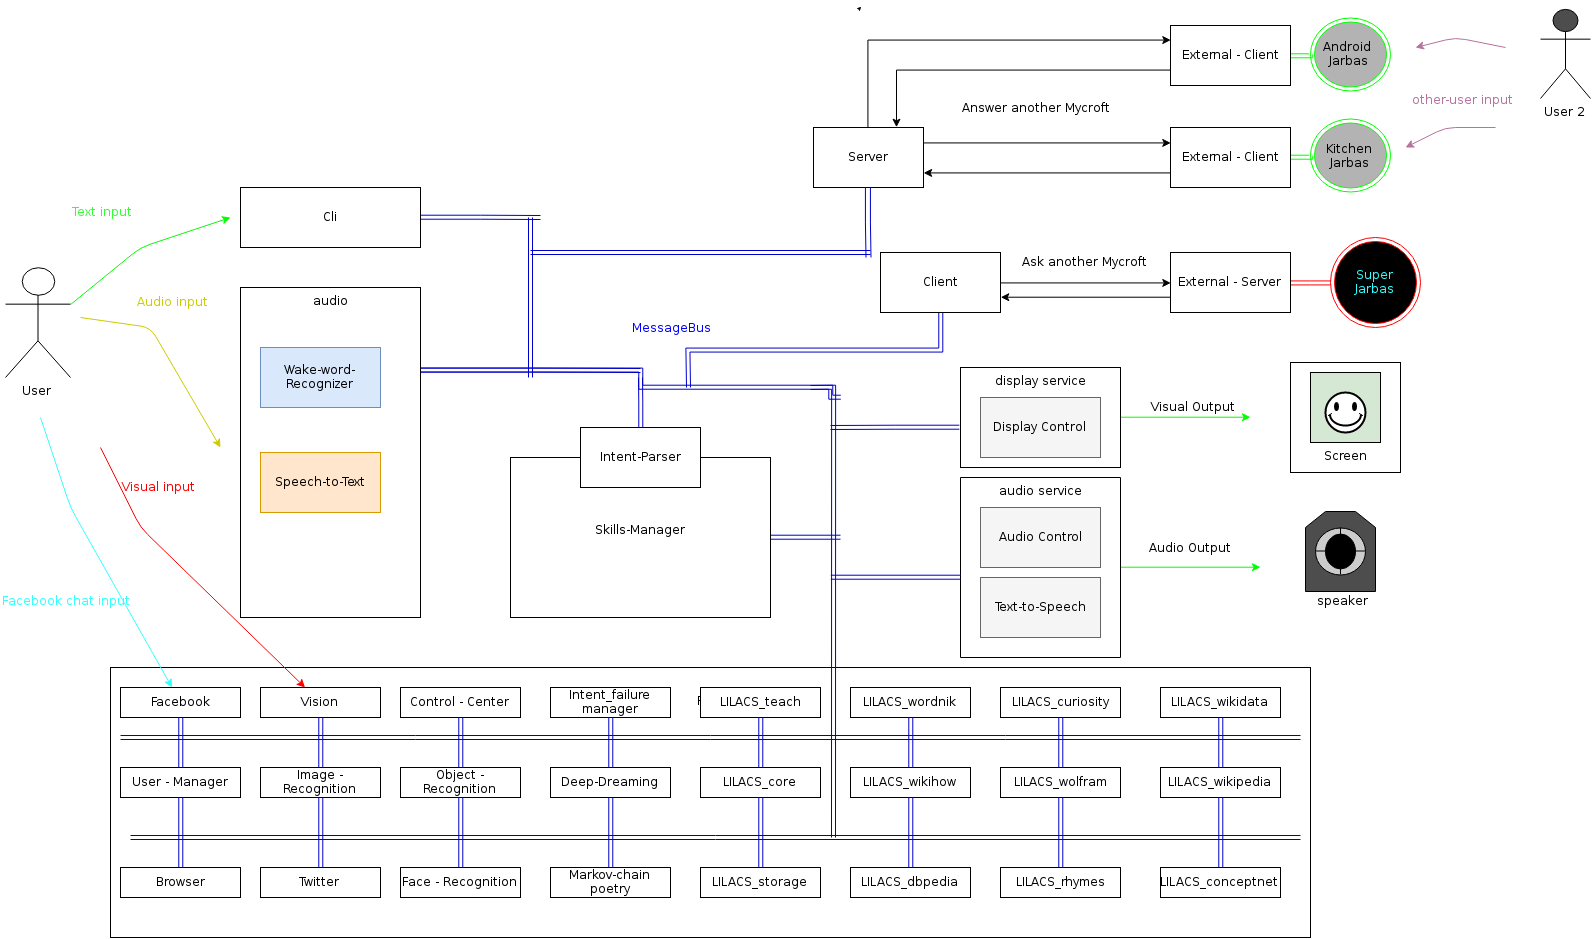 Android
Jarbas
External - Client
User 2
other-user input
Answer another Mycroft
Server
External - Client
Kitchen
Jarbas
Text input
Cli
User
Audio input
audio
Wake-word-
Recognizer
Speech-to-Text
Client
Ask another Mycroft
External - Server
Super
Jarbas
MessageBus
display service
Display Control
Visual Output
Screen
Intent-Parser
Skills-Manager
audio service
Audio Control
Text-to-Speech
Audio Output
speaker
Visual input
Facebook chat input
Facebook
Vision
Control - Center
Intent_failure
manager
LILACS_teach
LILACS_wordnik
LILACS_curiosity
LILACS_wikidata
User - Manager
Image -
Recognition
Object -
Recognition
Deep-Dreaming
LILACS_core
LILACS_wikihow
LILACS_wolfram
LILACS_wikipedia
Browser
Twitter
Face - Recognition
Markov-chain
poetry
LILACS_storage
LILACS_dbpedia
LILACS_rhymes
LILACS_conceptnet